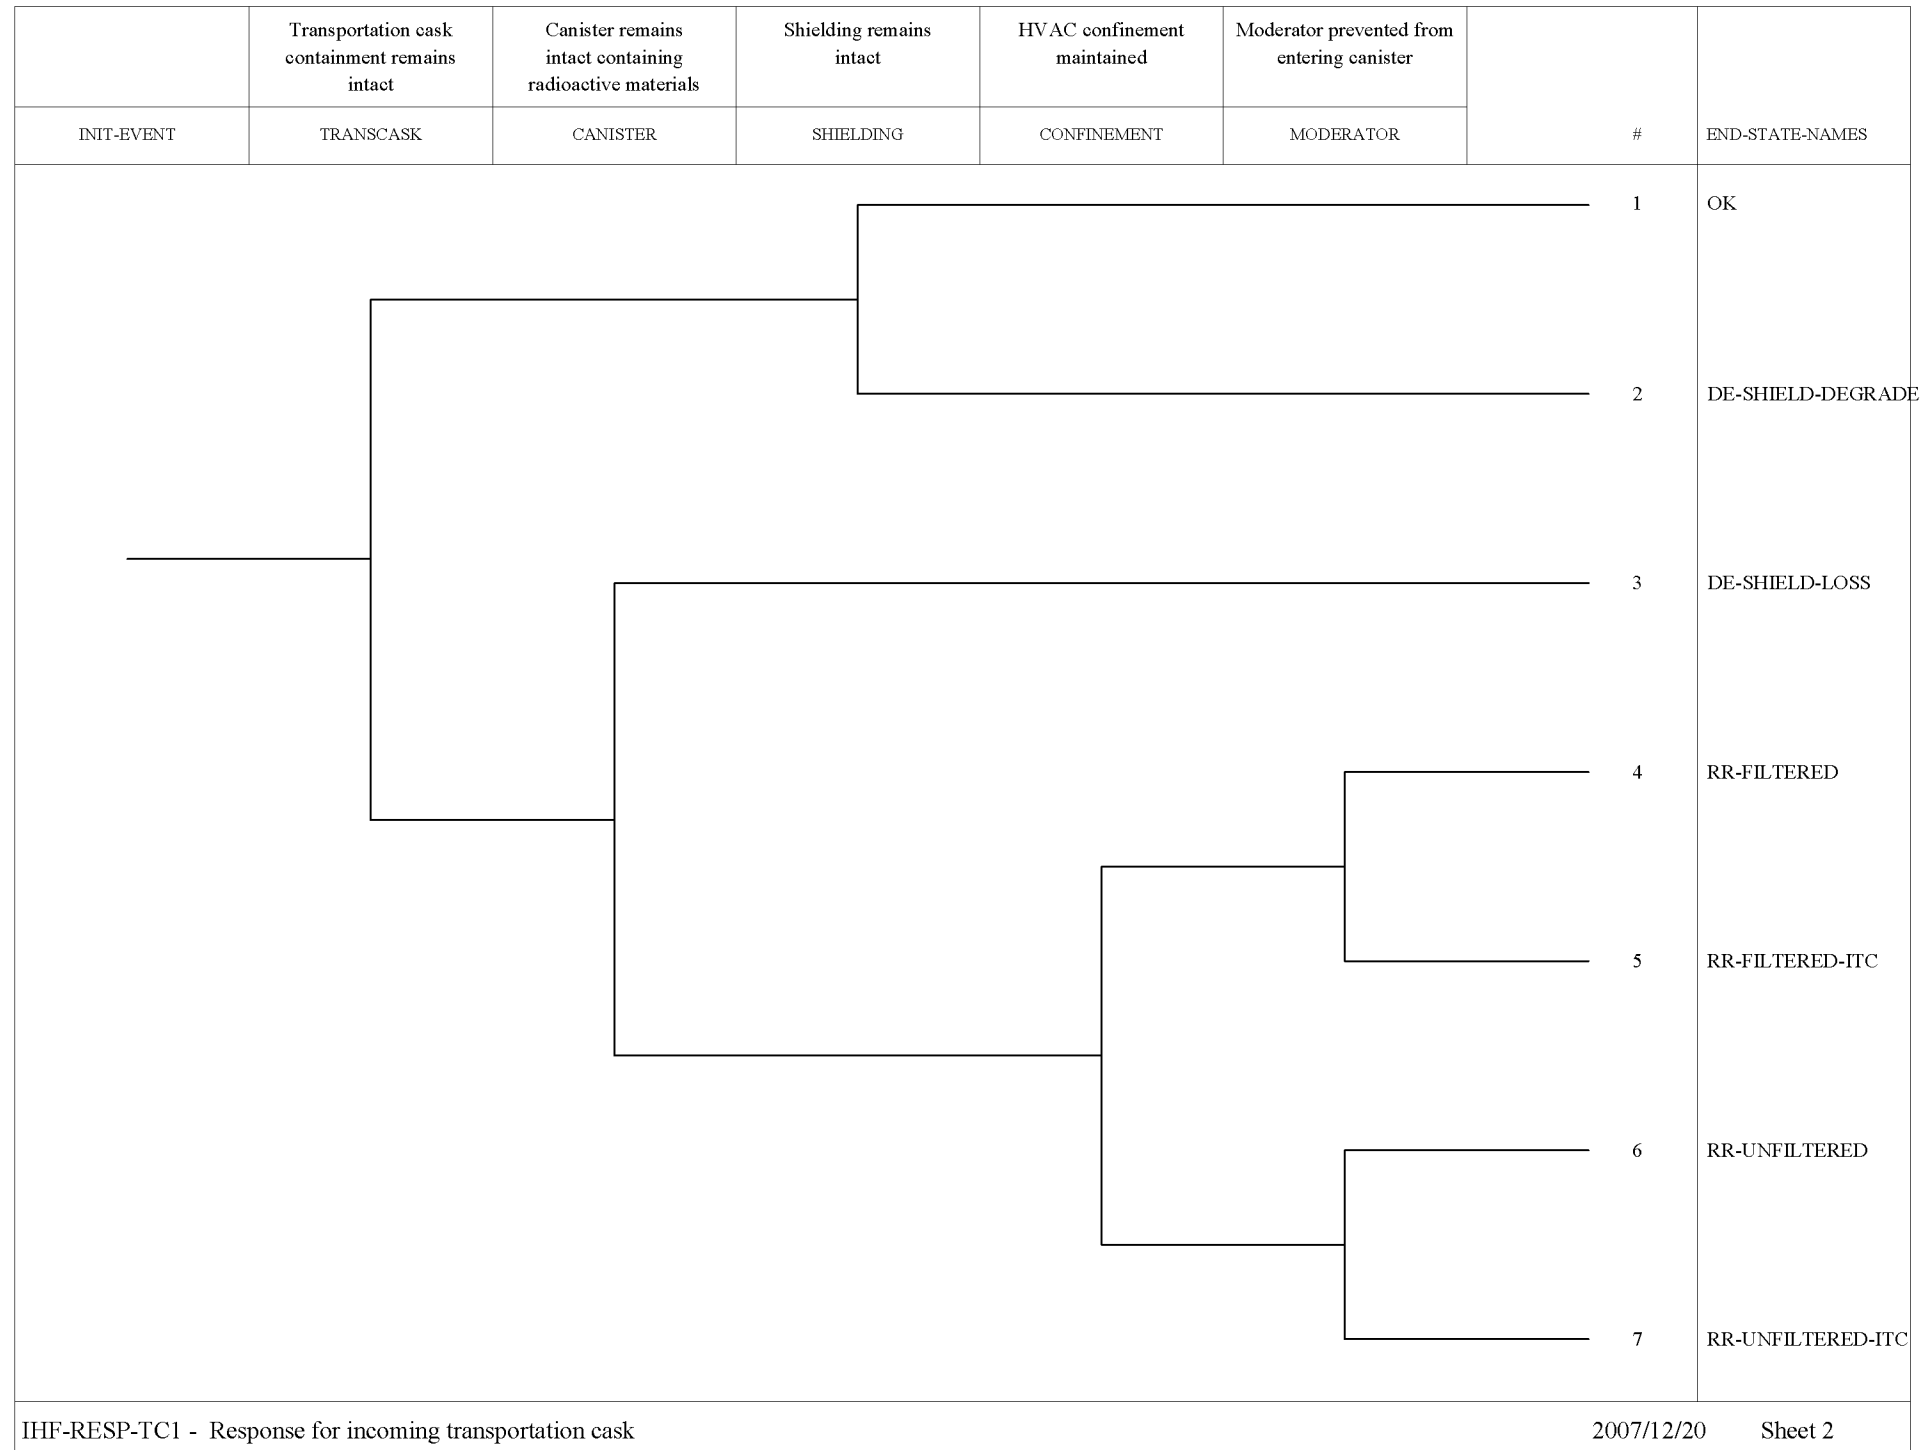 Transportation cask
containment remains
intact
Canister remains
intact containing
radioactive materials
Shielding remains
intact
HVAC confinement
maintained
Moderator prevented from
entering canister
INIT-EVENT
TRANSCASK
CANISTER
SHIELDING
CONFINEMENT
MODERATOR
#
END-STATE-NAMES
1 OK
2 DE-SHIELD-DEGRADE
3 DE-SHIELD-LOSS
4 RR-FILTERED
5 RR-FILTERED-ITC
6 RR-UNFILTERED
7 RR-UNFILTERED-ITC
IHF-RESP-TC1 - Response for incoming transportation cask 2007/12/20 Sheet 2